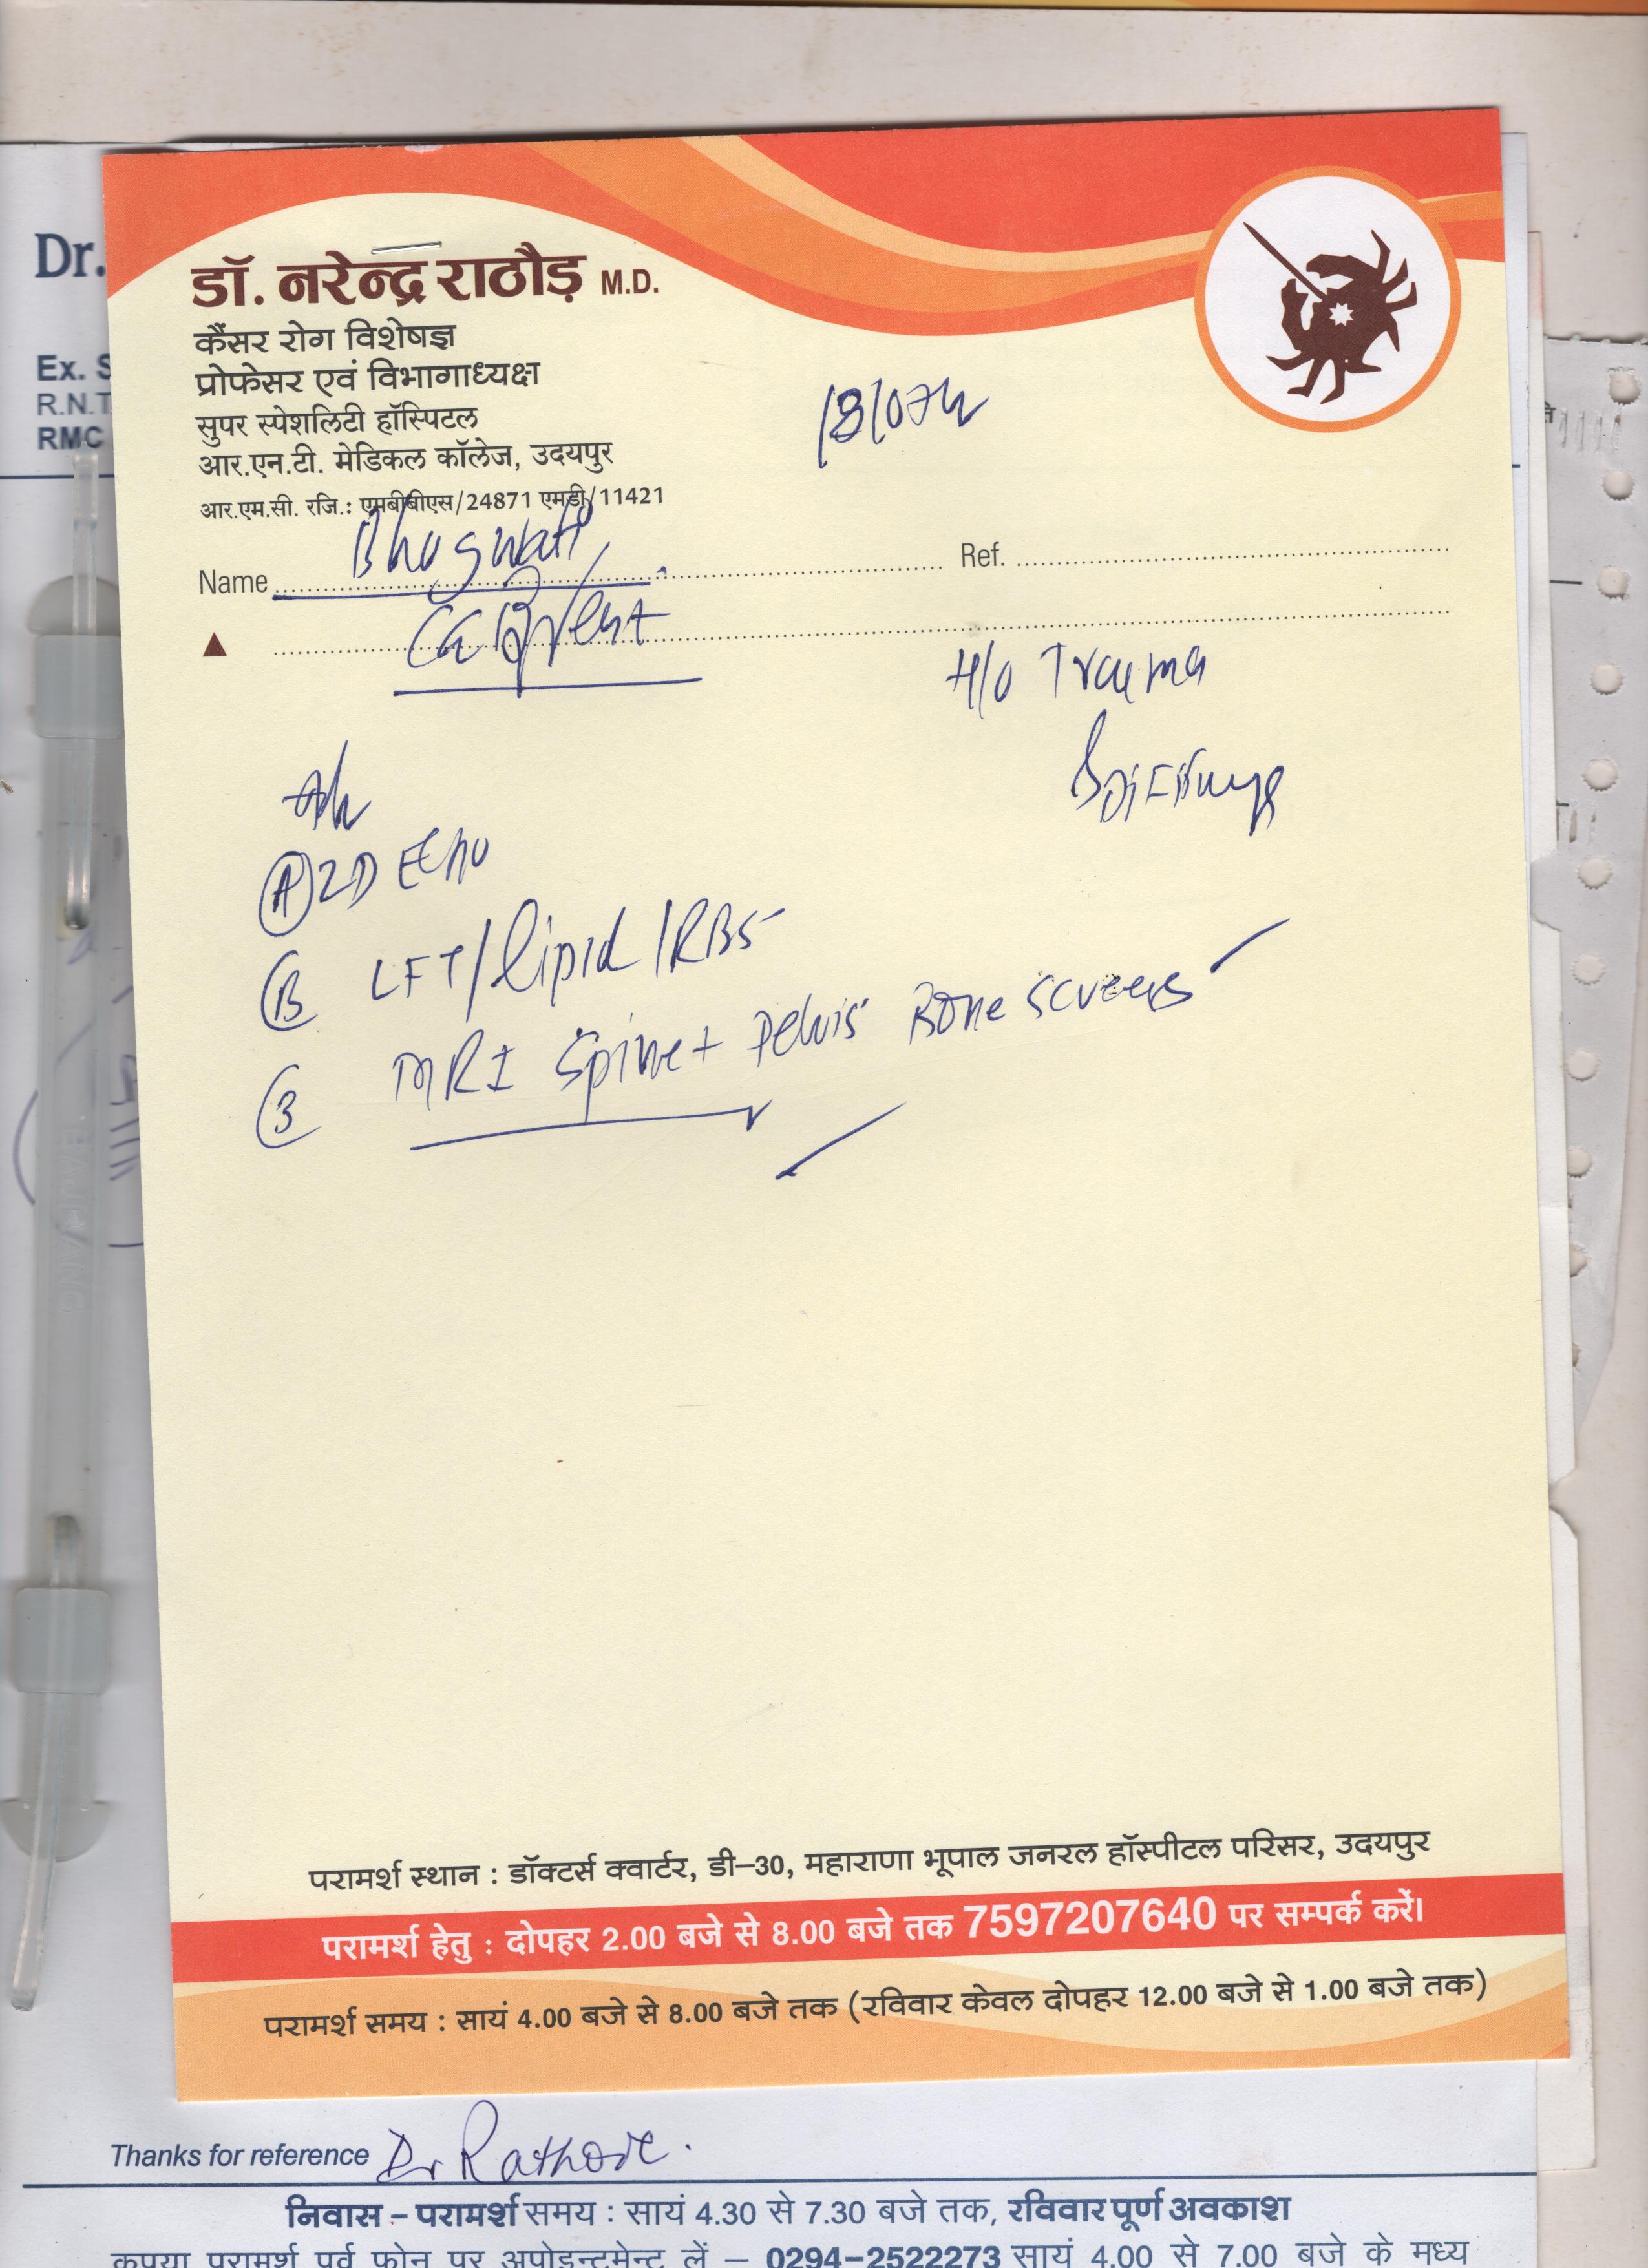 डॉ. नरेन्द्र राठौड़ M.D.
कैंसर रोग विशेषज्ञ
प्रोफेसर एवं विभागाध्यक्ष
सुपर स्पेशलिटी हॉस्पिटल
आर.एन.टी. मेडिकल कॉलेज, उदयपुर
आर.एम.सी. रजि.: एमबीबीएस/24871 एमडी/11421
Name Bhagwati
Ref.
H/o Trauma
(A) 2D Echo
(B) LFT/lipid/RBS
(3) MRI Spine + Pelvis Bone screens
परामर्श स्थान : डॉक्टर्स क्वार्टर, डी–30, महाराणा भूपाल जनरल हॉस्पीटल परिसर, उदयपुर
परामर्श हेतु : दोपहर 2.00 बजे से 8.00 बजे तक 7597207640 पर सम्पर्क करें।
परामर्श समय : सायं 4.00 बजे से 8.00 बजे तक (रविवार केवल दोपहर 12.00 बजे से 1.00 बजे तक)
Dr.
Ex. S
R.N.T
RMC
Thanks for reference Dr Rathore.
निवास – परामर्श समय : सायं 4.30 से 7.30 बजे तक, रविवार पूर्ण अवकाश
कृपया परामर्श पूर्व फोन पर अपोइन्टमेन्ट लें – 0294–2522273 सायं 4.00 से 7.00 बजे के मध्य